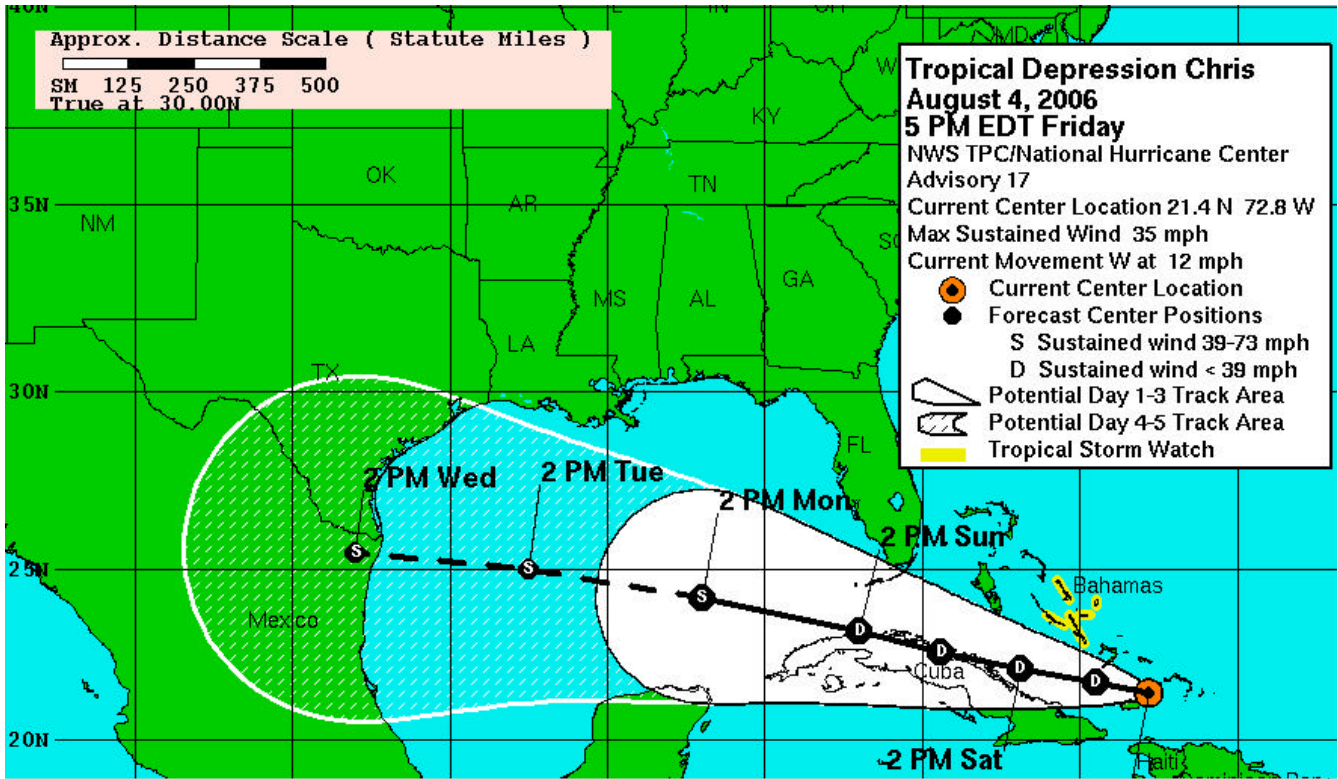 40N
IN
OH
MD
Approx. Distance Scale ( Statute Miles )
SM 125 250 375 500
True at 30.00N
Tropical Depression Chris
August 4, 2006
5 PM EDT Friday
NWS TPC/National Hurricane Center
Advisory 17
Current Center Location 21.4 N 72.8 W
Max Sustained Wind 35 mph
Current Movement W at 12 mph
Current Center Location
Forecast Center Positions
S Sustained wind 39-73 mph
D Sustained wind < 39 mph
Potential Day 1-3 Track Area
Potential Day 4-5 Track Area
Tropical Storm Watch
W
KY
OK
TN
AR
35N
NM
SC
GA
MS
AL
LA
TX
30N
FL
2 PM Wed
2 PM Tue
2 PM Mon
2 PM Sun
25N
S
S
S
Bahamas
Mexico
D
D
D
D
Cuba
20N
2 PM Sat
Haiti